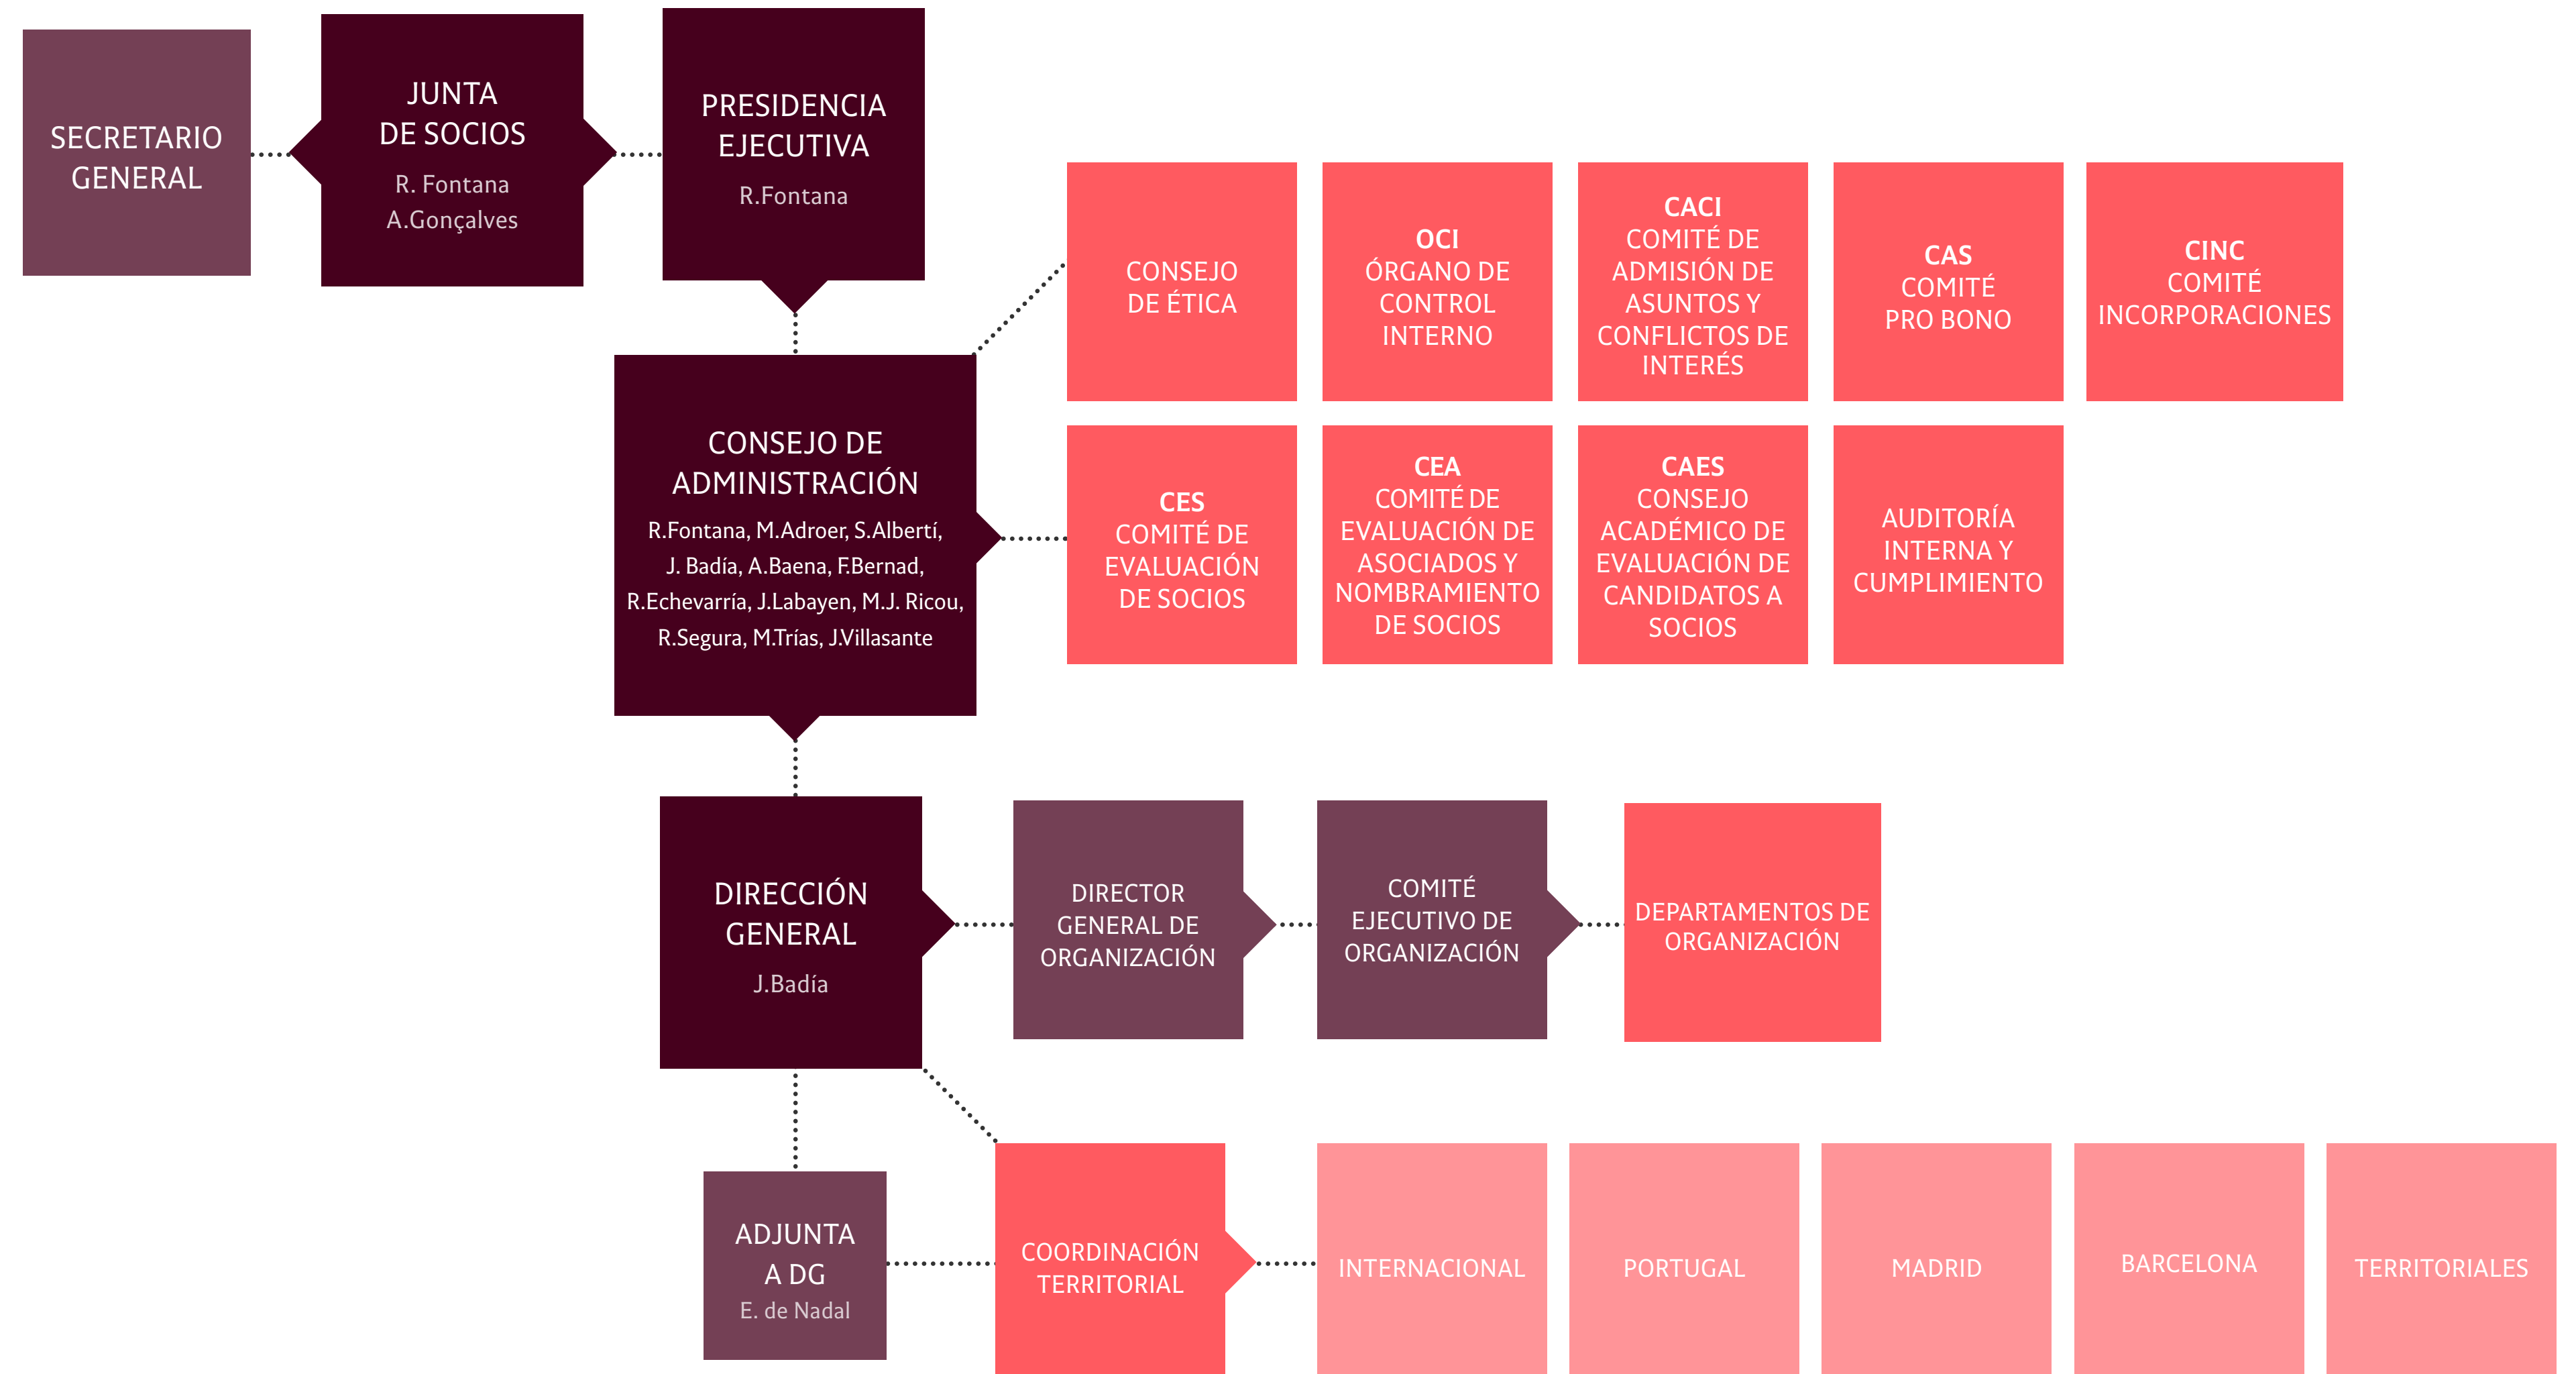 SECRETARIO
GENERAL
JUNTA
DE SOCIOS
R. Fontana
A.Gonçalves
PRESIDENCIA
EJECUTIVA
R.Fontana
CONSEJO
DE ÉTICA
OCI
ÓRGANO DE
CONTROL
INTERNO
CACI
COMITÉ DE
ADMISIÓN DE
ASUNTOS Y
CONFLICTOS DE
INTERÉS
CAS
COMITÉ
PRO BONO
CINC
COMITÉ
INCORPORACIONES
CONSEJO DE
ADMINISTRACIÓN
R.Fontana, M.Adroer, S.Albertí,
J. Badía, A.Baena, F.Bernad,
R.Echevarría, J.Labayen, M.J. Ricou,
R.Segura, M.Trías, J.Villasante
CES
COMITÉ DE
EVALUACIÓN
DE SOCIOS
CEA
COMITÉ DE
EVALUACIÓN DE
ASOCIADOS Y
NOMBRAMIENTO
DE SOCIOS
CAES
CONSEJO
ACADÉMICO DE
EVALUACIÓN DE
CANDIDATOS A
SOCIOS
AUDITORÍA
INTERNA Y
CUMPLIMIENTO
DIRECCIÓN
GENERAL
J.Badía
DIRECTOR
GENERAL DE
ORGANIZACIÓN
COMITÉ
EJECUTIVO DE
ORGANIZACIÓN
DEPARTAMENTOS DE
ORGANIZACIÓN
ADJUNTA
A DG
E. de Nadal
COORDINACIÓN
TERRITORIAL
INTERNACIONAL
PORTUGAL
MADRID
BARCELONA
TERRITORIALES